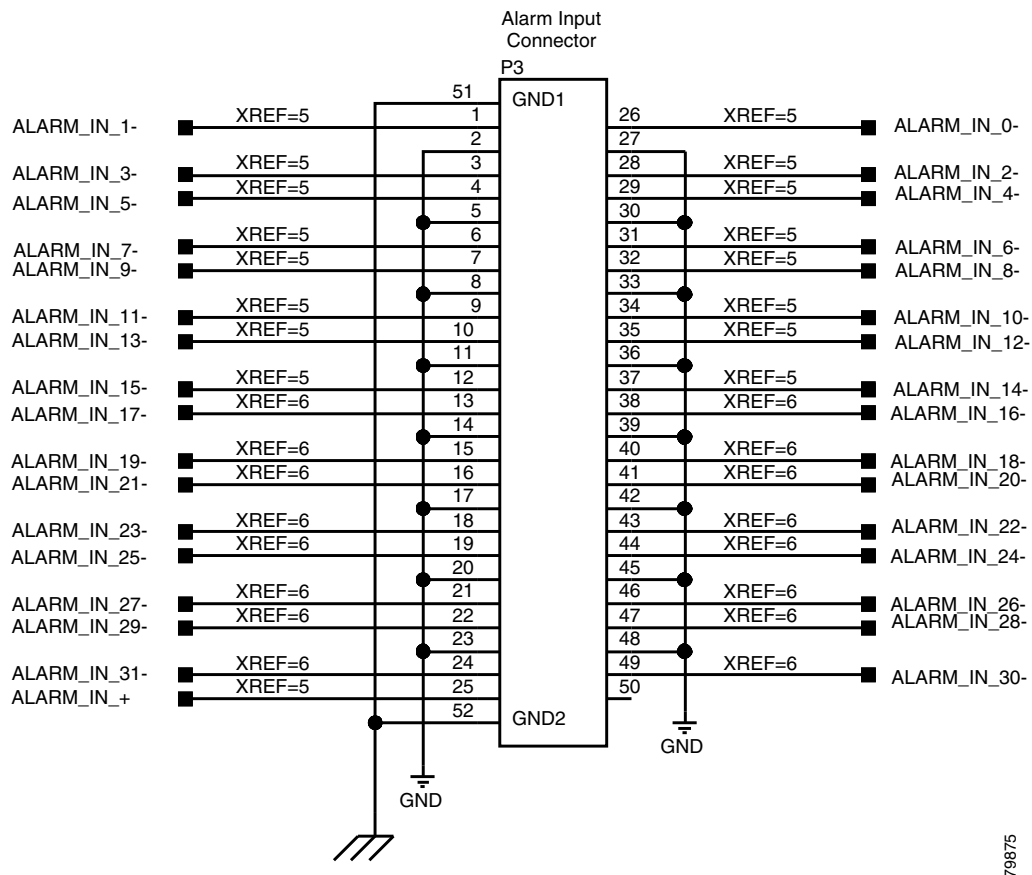 Alarm Input
Connector
P3
51 GND1
ALARM_IN_1- XREF=5 1 26 XREF=5 ALARM_IN_0-
2 27
ALARM_IN_3- XREF=5 3 28 XREF=5 ALARM_IN_2-
ALARM_IN_5- XREF=5 4 29 XREF=5 ALARM_IN_4-
5 30
ALARM_IN_7- XREF=5 6 31 XREF=5 ALARM_IN_6-
ALARM_IN_9- XREF=5 7 32 XREF=5 ALARM_IN_8-
8 33
ALARM_IN_11- XREF=5 9 34 XREF=5 ALARM_IN_10-
ALARM_IN_13- XREF=5 10 35 XREF=5 ALARM_IN_12-
11 36
ALARM_IN_15- XREF=5 12 37 XREF=5 ALARM_IN_14-
ALARM_IN_17- XREF=6 13 38 XREF=6 ALARM_IN_16-
14 39
ALARM_IN_19- XREF=6 15 40 XREF=6 ALARM_IN_18-
ALARM_IN_21- XREF=6 16 41 XREF=6 ALARM_IN_20-
17 42
ALARM_IN_23- XREF=6 18 43 XREF=6 ALARM_IN_22-
ALARM_IN_25- XREF=6 19 44 XREF=6 ALARM_IN_24-
20 45
ALARM_IN_27- XREF=6 21 46 XREF=6 ALARM_IN_26-
ALARM_IN_29- XREF=6 22 47 XREF=6 ALARM_IN_28-
23 48
ALARM_IN_31- XREF=6 24 49 XREF=6 ALARM_IN_30-
ALARM_IN_+ XREF=5 25 50
52 GND2
GND
GND
79875